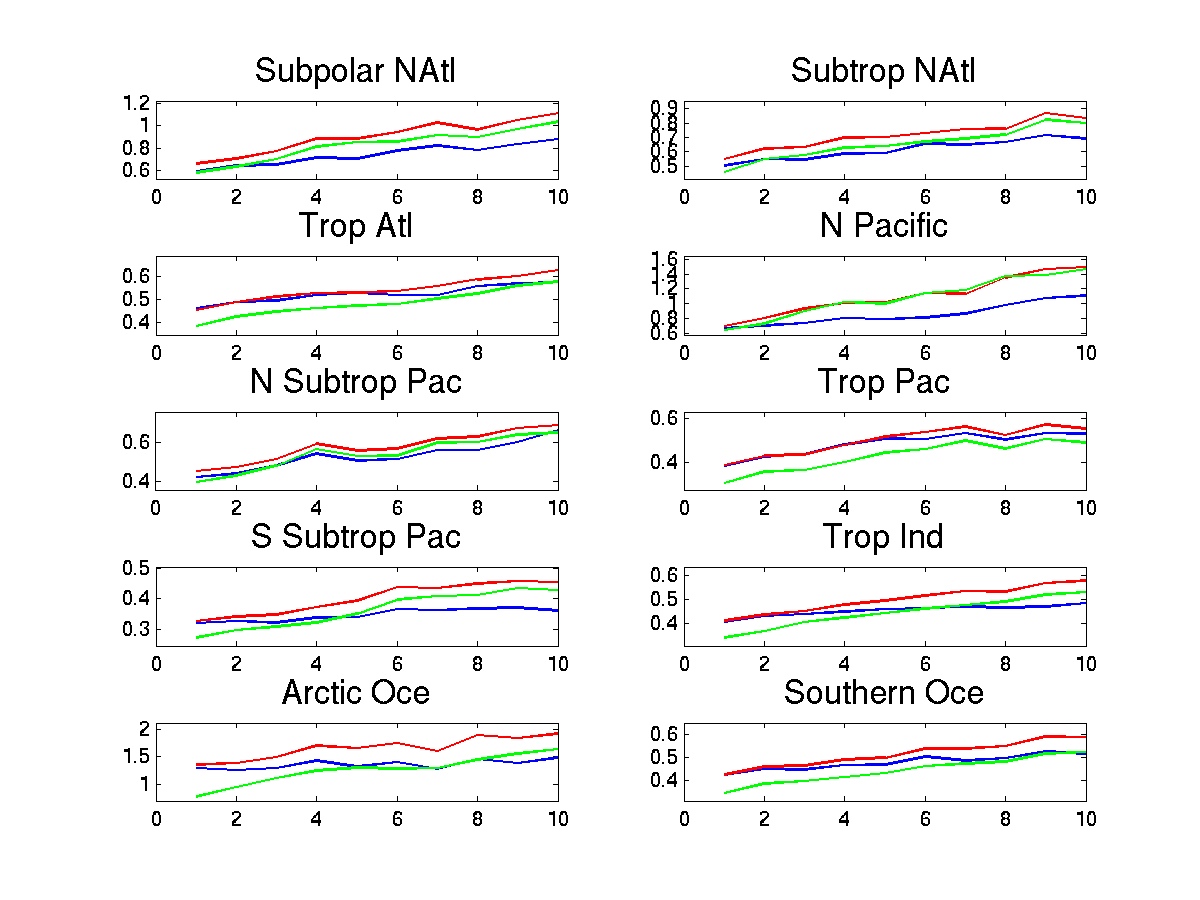 Subpolar NAtl
1.2
1
0.8
0.6
0 2 4 6 8 10
Subtrop NAtl
0.9
0.8
0.7
0.6
0.5
0 2 4 6 8 10
Trop Atl
0.6
0.5
0.4
0 2 4 6 8 10
N Pacific
1.6
1.4
1.2
1
0.8
0.6
0 2 4 6 8 10
N Subtrop Pac
0.6
0.4
0 2 4 6 8 10
Trop Pac
0.6
0.4
0 2 4 6 8 10
S Subtrop Pac
0.5
0.4
0.3
0 2 4 6 8 10
Trop Ind
0.6
0.5
0.4
0 2 4 6 8 10
Arctic Oce
2
1.5
1
0 2 4 6 8 10
Southern Oce
0.6
0.5
0.4
0 2 4 6 8 10